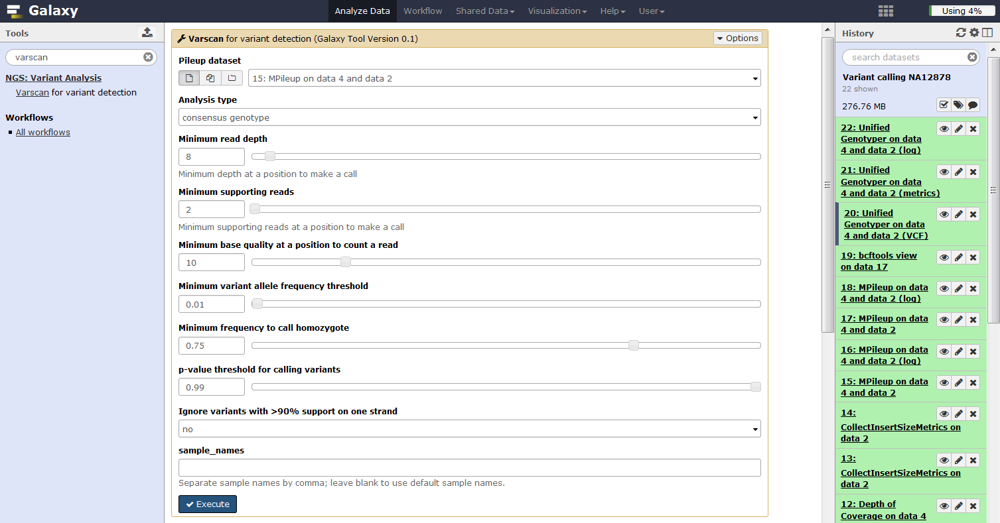 Galaxy
Analyze Data
Workflow
Shared Data
Visualization
Help
User
Using 4%
Tools
varscan
NGS: Variant Analysis
Varscan for variant detection
Workflows
All workflows
Varscan for variant detection (Galaxy Tool Version 0.1)
Options
Pileup dataset
15: MPileup on data 4 and data 2
Analysis type
consensus genotype
Minimum read depth
8
Minimum depth at a position to make a call
Minimum supporting reads
2
Minimum supporting reads at a position to make a call
Minimum base quality at a position to count a read
10
Minimum variant allele frequency threshold
0.01
Minimum frequency to call homozygote
0.75
p-value threshold for calling variants
0.99
Ignore variants with >90% support on one strand
no
sample_names
Separate sample names by comma; leave blank to use default sample names.
Execute
History
search datasets
Variant calling NA12878
22 shown
276.76 MB
22: Unified
Genotyper on data
4 and data 2 (log)
21: Unified
Genotyper on data
4 and data 2 (metrics)
20: Unified
Genotyper on data
4 and data 2 (VCF)
19: bcftools view
on data 17
18: MPileup on data
4 and data 2 (log)
17: MPileup on data
4 and data 2
16: MPileup on data
4 and data 2 (log)
15: MPileup on data
4 and data 2
14:
CollectInsertSizeMetrics on
data 2
13:
CollectInsertSizeMetrics on
data 2
12: Depth of
Coverage on data 4